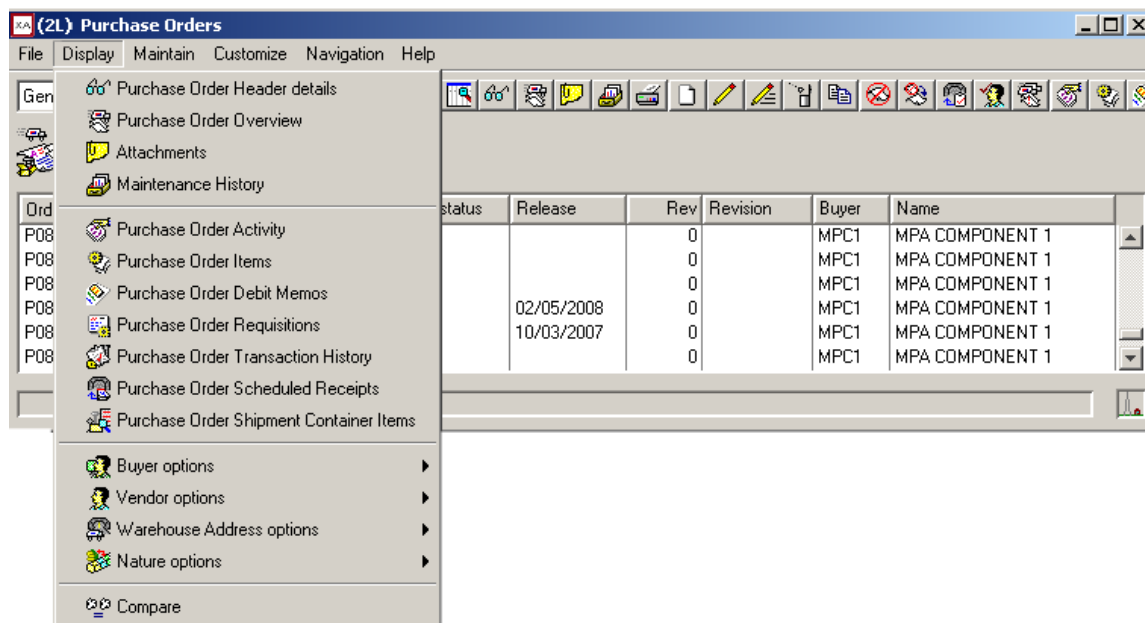 XA (2L) Purchase Orders
File Display Maintain Customize Navigation Help
Gen
Purchase Order Header details
Purchase Order Overview
Attachments
Maintenance History
Purchase Order Activity
Purchase Order Items
Purchase Order Debit Memos
Purchase Order Requisitions
Purchase Order Transaction History
Purchase Order Scheduled Receipts
Purchase Order Shipment Container Items
Buyer options
Vendor options
Warehouse Address options
Nature options
Compare
Ord status Release Rev Revision Buyer Name
P08 0 MPC1 MPA COMPONENT 1
P08 0 MPC1 MPA COMPONENT 1
P08 0 MPC1 MPA COMPONENT 1
P08 02/05/2008 0 MPC1 MPA COMPONENT 1
P08 10/03/2007 0 MPC1 MPA COMPONENT 1
P08 0 MPC1 MPA COMPONENT 1